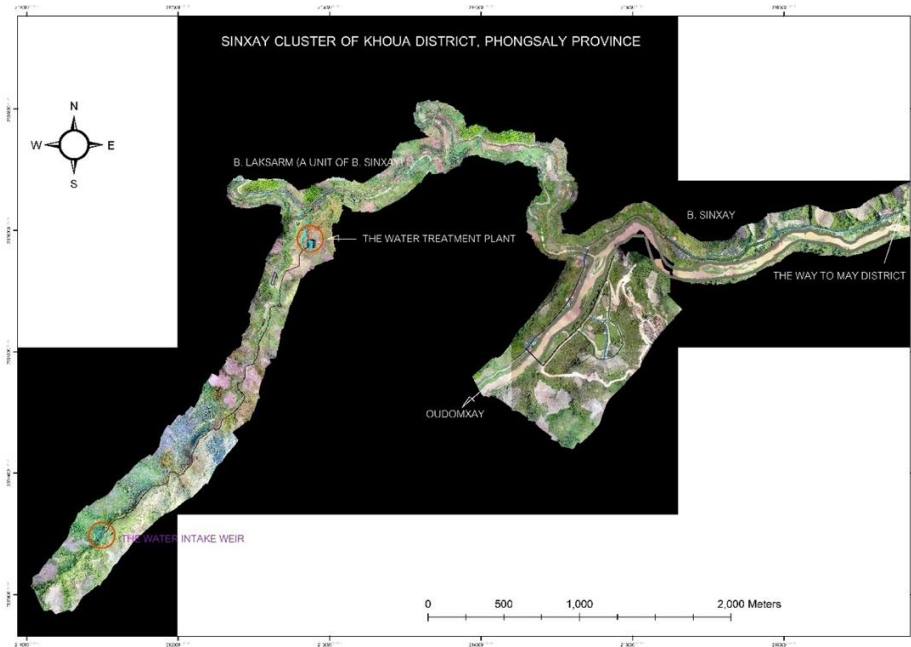 SINXAY CLUSTER OF KHOUA DISTRICT, PHONGSALY PROVINCE
N
W E
S
B. LAKSARM (A UNIT OF B. SINXAY)
B. SINXAY
THE WATER TREATMENT PLANT
THE WAY TO MAY DISTRICT
OUDOMXAY
THE WATER INTAKE WEIR
0 500 1,000 2,000 Meters